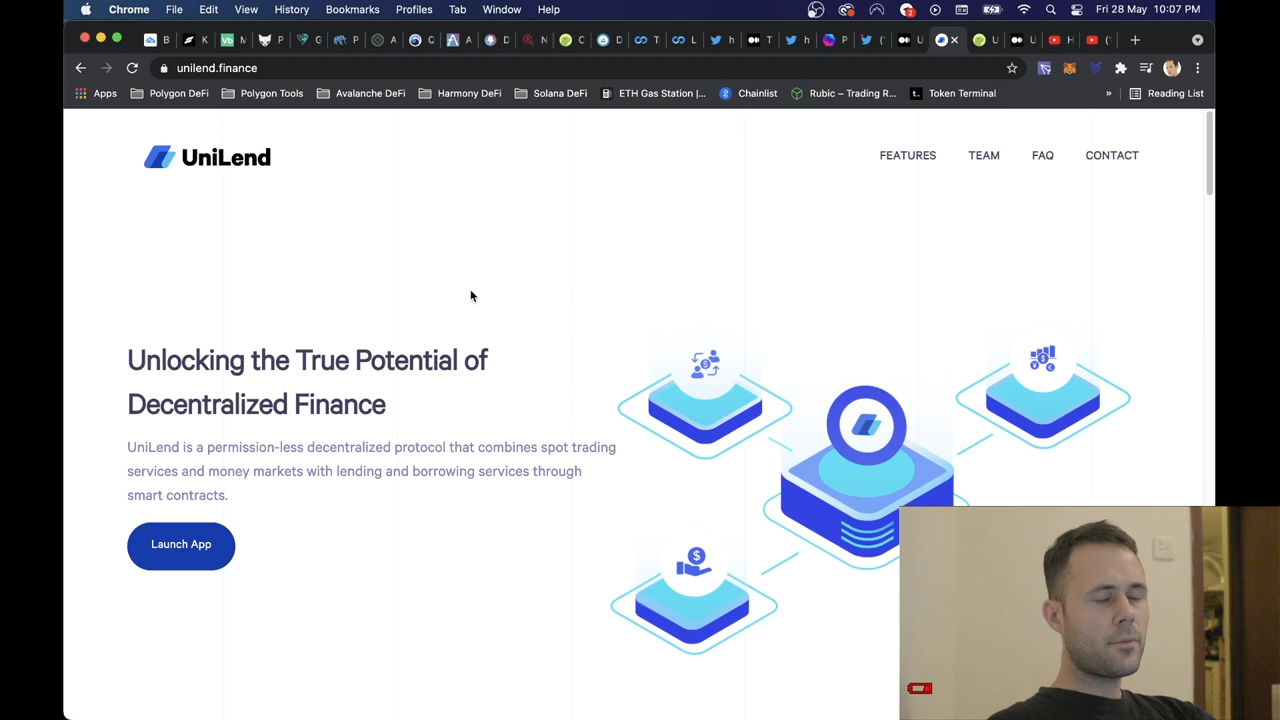 Chrome File Edit View History Bookmarks Profiles Tab Window Help Fri 28 May 10:07 PM
K M P G P A C A D N C D T L h T h P ( U U U H (
unilend.finance
Apps Polygon DeFi Polygon Tools Avalanche DeFi Harmony DeFi Solana DeFi ETH Gas Station |... Chainlist Rubic – Trading R... Token Terminal » Reading List
UniLend
FEATURES TEAM FAQ CONTACT
Unlocking the True Potential of
Decentralized Finance
UniLend is a permission-less decentralized protocol that combines spot trading
services and money markets with lending and borrowing services through
smart contracts.
Launch App